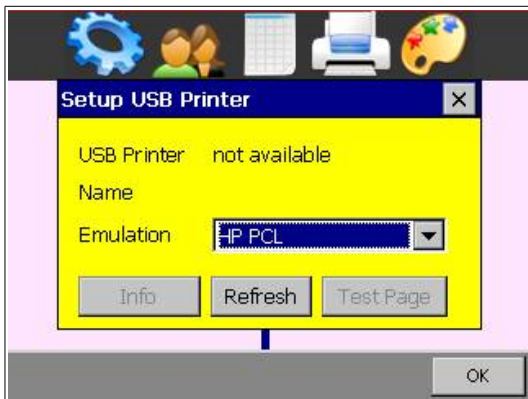 Setup USB Printer
USB Printer not available
Name
Emulation HP PCL
Info Refresh Test Page
OK